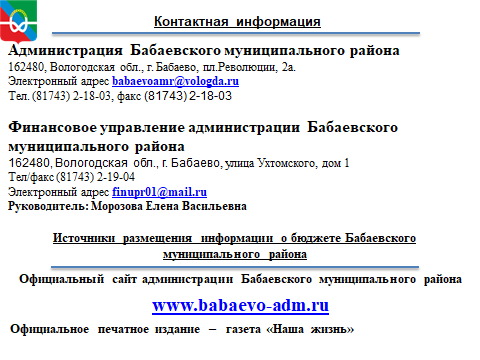 Контактная информация
Администрация Бабаевского муниципального района
162480, Вологодская обл., г. Бабаево, пл.Революции, 2а.
Электронный адрес babaevoamr@vologda.ru
Тел. (81743) 2-18-03, факс (81743) 2-18-03
Финансовое управление администрации Бабаевского
муниципального района
162480, Вологодская обл., г. Бабаево, улица Ухтомского, дом 1
Тел/факс (81743) 2-19-04
Электронный адрес finupr01@mail.ru
Руководитель: Морозова Елена Васильевна
Источники размещения информации о бюджете Бабаевского
муниципального района
Официальный сайт администрации Бабаевского муниципального района
www.babaevo-adm.ru
Официальное печатное издание – газета «Наша жизнь»